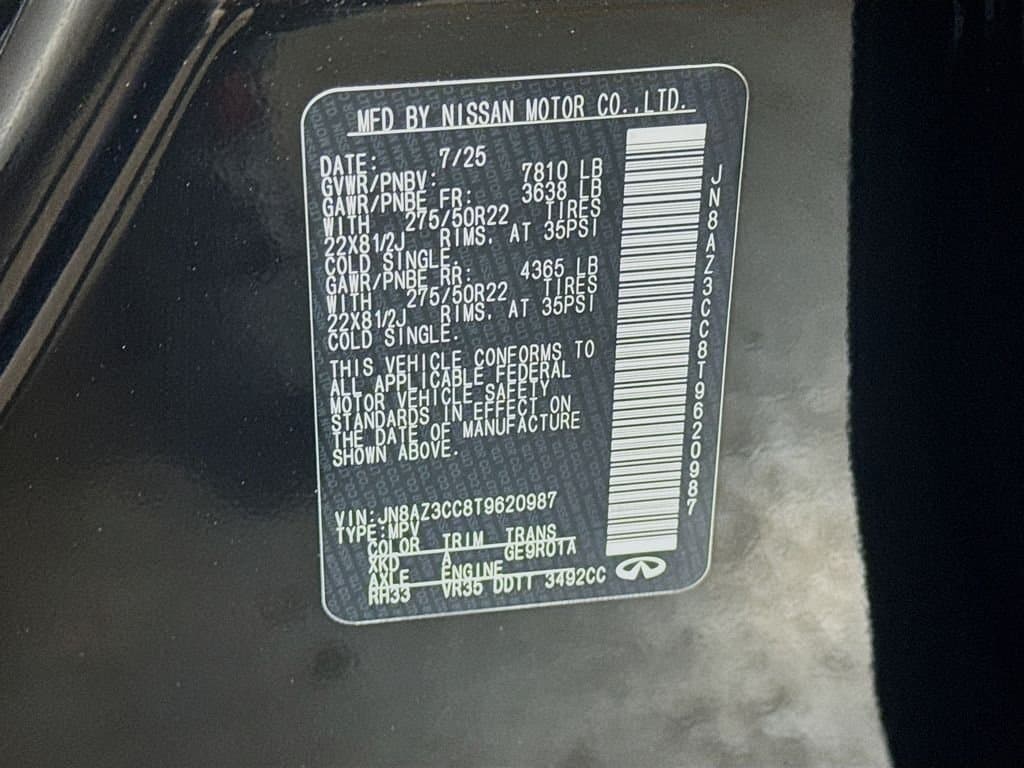 MFD BY NISSAN MOTOR CO.,LTD.
DATE: 7/25
GVWR/PNBV: 7810 LB
GAWR/PNBE FR: 3638 LB
WITH 275/50R22 TIRES
22X81/2J RIMS. AT 35PSI
COLD SINGLE.
GAWR/PNBE RR: 4365 LB
WITH 275/50R22 TIRES
22X81/2J RIMS. AT 35PSI
COLD SINGLE.
THIS VEHICLE CONFORMS TO
ALL APPLICABLE FEDERAL
MOTOR VEHICLE SAFETY
STANDARDS IN EFFECT ON
THE DATE OF MANUFACTURE
SHOWN ABOVE.
VIN:JN8AZ3CC8T9620987
TYPE:MPV
COLOR TRIM TRANS
XKD A GE9R01A
AXLE ENGINE
RH33 VR35 DDTT 3492CC
JN8AZ3CC8T9620987